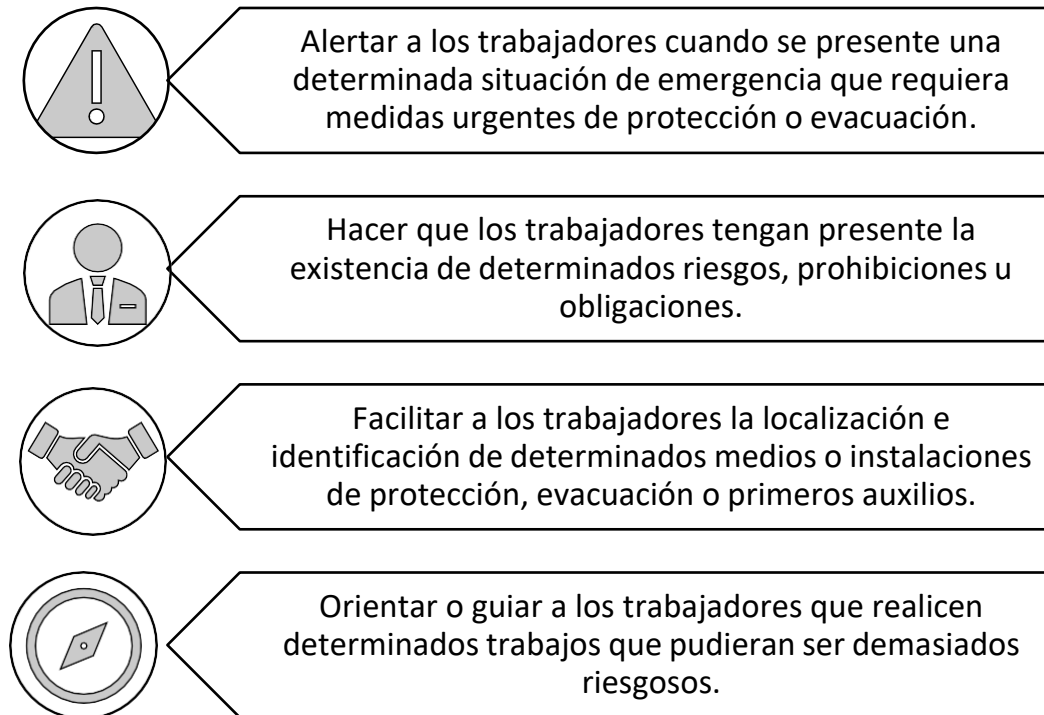 Alertar a los trabajadores cuando se presente una
determinada situación de emergencia que requiera
medidas urgentes de protección o evacuación.
Hacer que los trabajadores tengan presente la
existencia de determinados riesgos, prohibiciones u
obligaciones.
Facilitar a los trabajadores la localización e
identificación de determinados medios o instalaciones
de protección, evacuación o primeros auxilios.
Orientar o guiar a los trabajadores que realicen
determinados trabajos que pudieran ser demasiados
riesgosos.